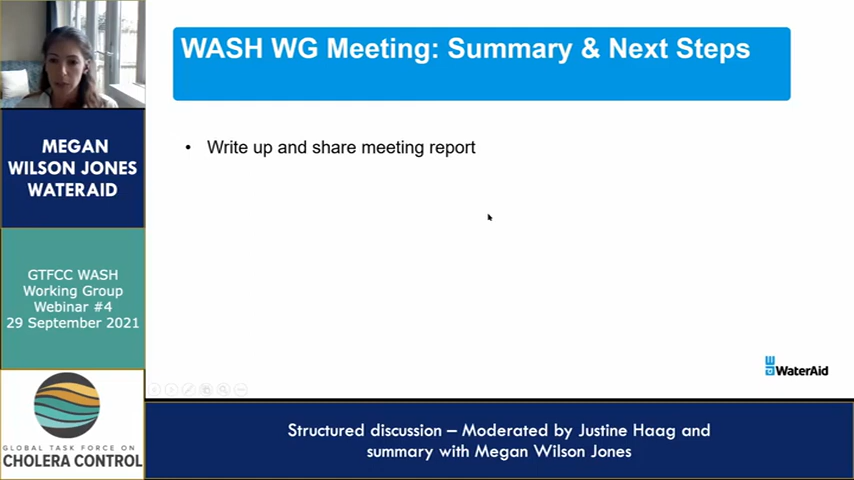 WASH WG Meeting: Summary & Next Steps
• Write up and share meeting report
MEGAN
WILSON JONES
WATERAID
GTFCC WASH
Working Group
Webinar #4
29 September 2021
GLOBAL TASK FORCE ON
CHOLERA CONTROL
WaterAid
Structured discussion – Moderated by Justine Haag and
summary with Megan Wilson Jones